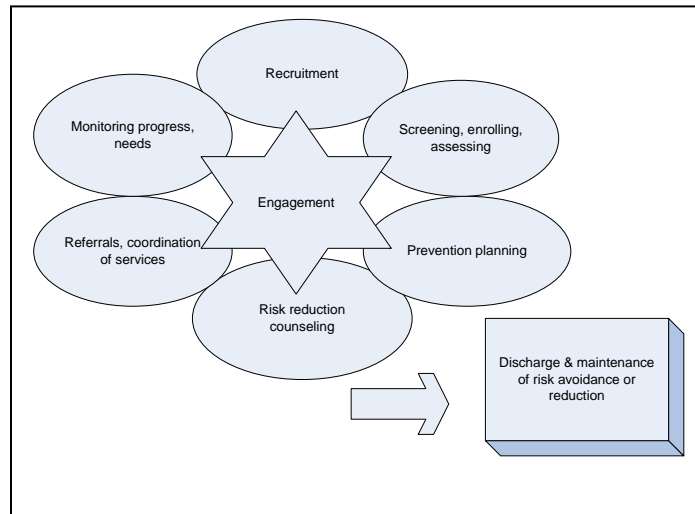 Recruitment
Monitoring progress,
needs
Screening, enrolling,
assessing
Engagement
Referrals, coordination
of services
Prevention planning
Risk reduction
counseling
Discharge & maintenance
of risk avoidance or
reduction